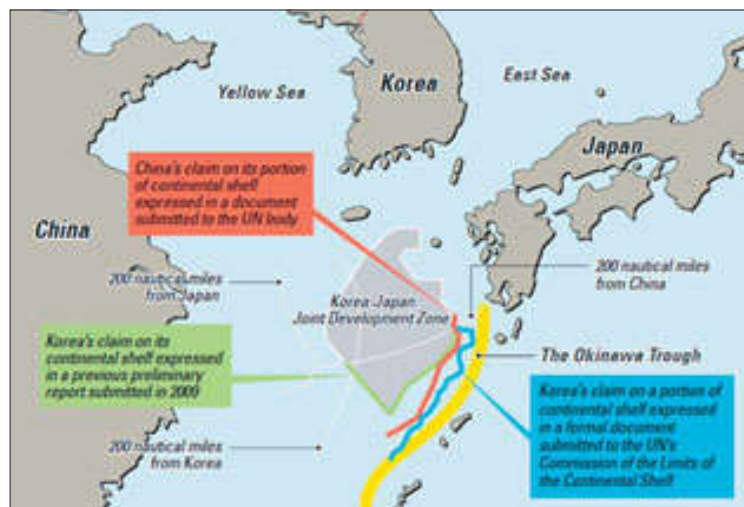 Yellow Sea
Korea
East Sea
Japan
China's claim on its portion
of continental shelf
expressed in a document
submitted to the UN body
China
200 nautical miles
from Japan
Korea Japan
Joint Development Zone
200 nautical miles
from China
Korea's claim on its
continental shelf expressed
in a previous preliminary
report submitted in 2009
The Okinawa Trough
Korea's claim on a portion of
continental shelf expressed
in a formal document
submitted to the UN's
Commission of the Limits of
the Continental Shelf
200 nautical miles
from Korea